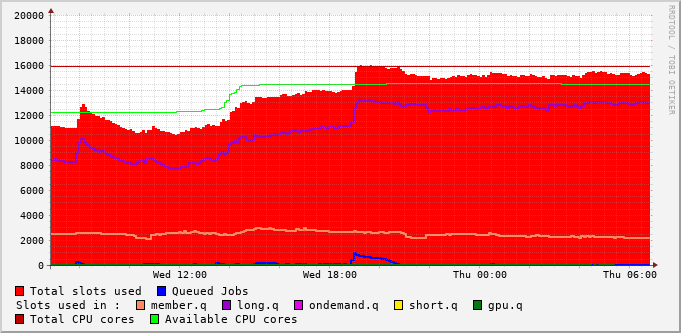 RRDTOOL / TOBI OETIKER
20000
18000
16000
14000
12000
10000
8000
6000
4000
2000
0
Wed 12:00 Wed 18:00 Thu 00:00 Thu 06:00
Total slots used Queued Jobs
Slots used in : member.q long.q ondemand.q short.q gpu.q
Total CPU cores Available CPU cores